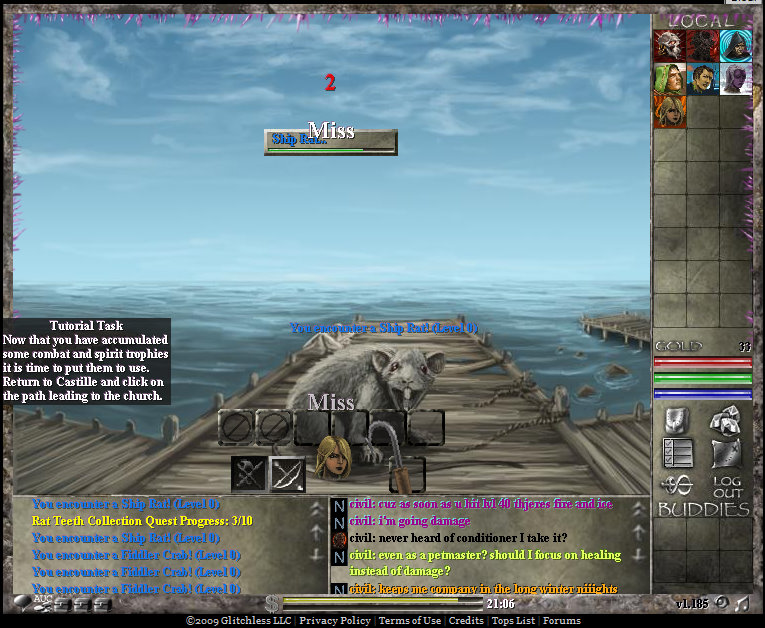 LOCAL
2
Miss
Ship Rat...
You encounter a Ship Rat! (Level 0)
Tutorial Task
Now that you have accumulated
some combat and spirit trophies
it is time to put them to use.
Return to Castille and click on
the path leading to the church.
GOLD 33
Miss
LOG
OUT
BUDDIES
You encounter a Ship Rat! (Level 0)
Rat Teeth Collection Quest Progress: 3/10
You encounter a Ship Rat! (Level 0)
You encounter a Fiddler Crab! (Level 0)
You encounter a Fiddler Crab! (Level 0)
You encounter a Fiddler Crab! (Level 0)
N civil: cuz as soon as u hit lvl 40 thjeres fire and ice
N civil: i'm going damage
civil: never heard of conditioner I take it?
N civil: even as a petmaster? should I focus on healing
instead of damage?
N civil: keeps me company in the long winter niiights
AUC
$
21:06
v1.185
©2009 Glitchless LLC | Privacy Policy | Terms of Use | Credits | Tops List | Forums